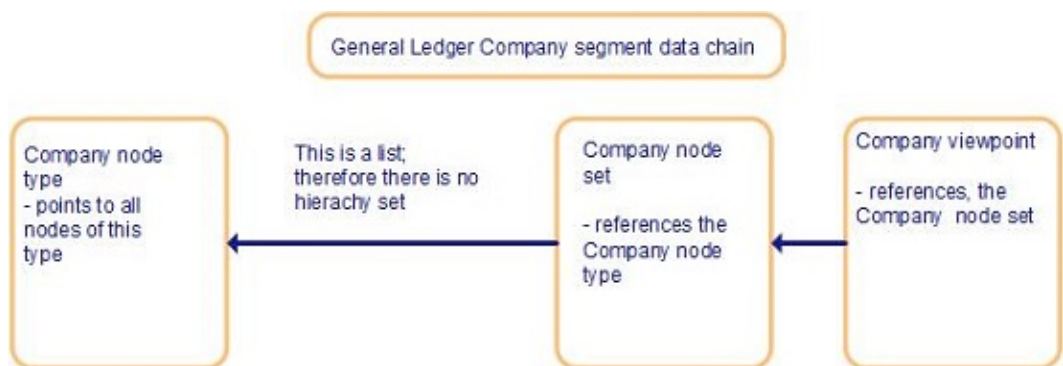 General Ledger Company segment data chain
Company node
type
- points to all
nodes of this
type
This is a list;
therefore there is no
hierachy set
Company node
set
- references the
Company node
type
Company viewpoint
- references, the
Company node set